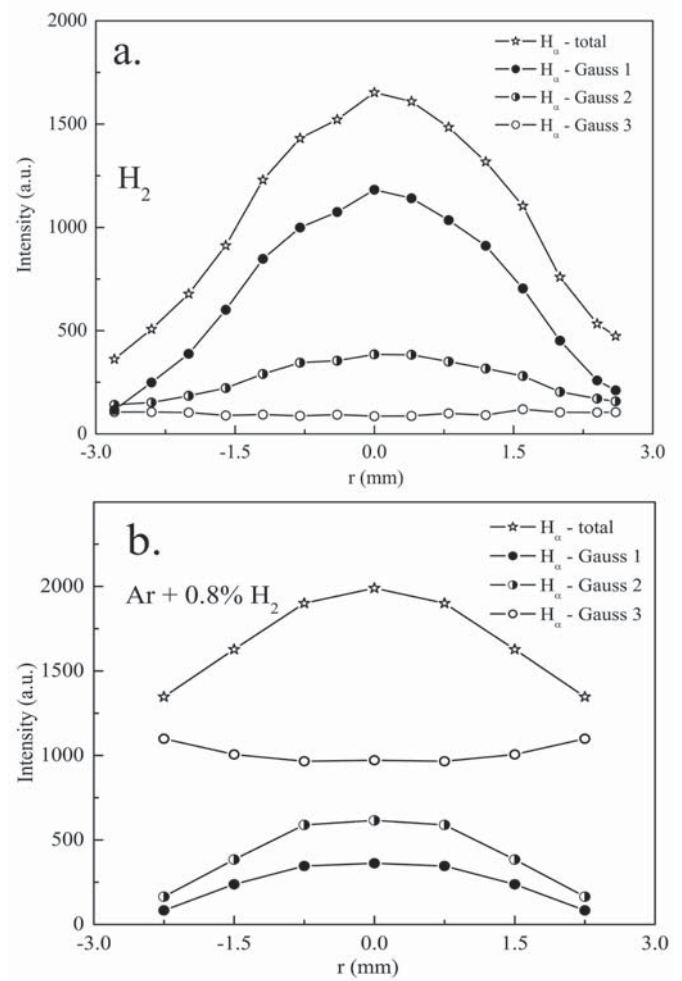 a.
H₂
Hα - total
Hα - Gauss 1
Hα - Gauss 2
Hα - Gauss 3
Intensity (a.u.)
2000
1500
1000
500
0
-3.0 -1.5 0.0 1.5 3.0
r (mm)
b.
Ar + 0.8% H₂
Hα - total
Hα - Gauss 1
Hα - Gauss 2
Hα - Gauss 3
Intensity (a.u.)
2000
1500
1000
500
0
-3.0 -1.5 0.0 1.5 3.0
r (mm)